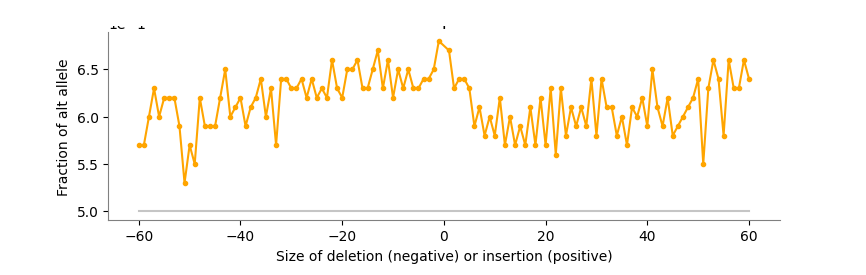 6.5
6.0
5.5
5.0
Fraction of alt allele
−60 −40 −20 0 20 40 60
Size of deletion (negative) or insertion (positive)